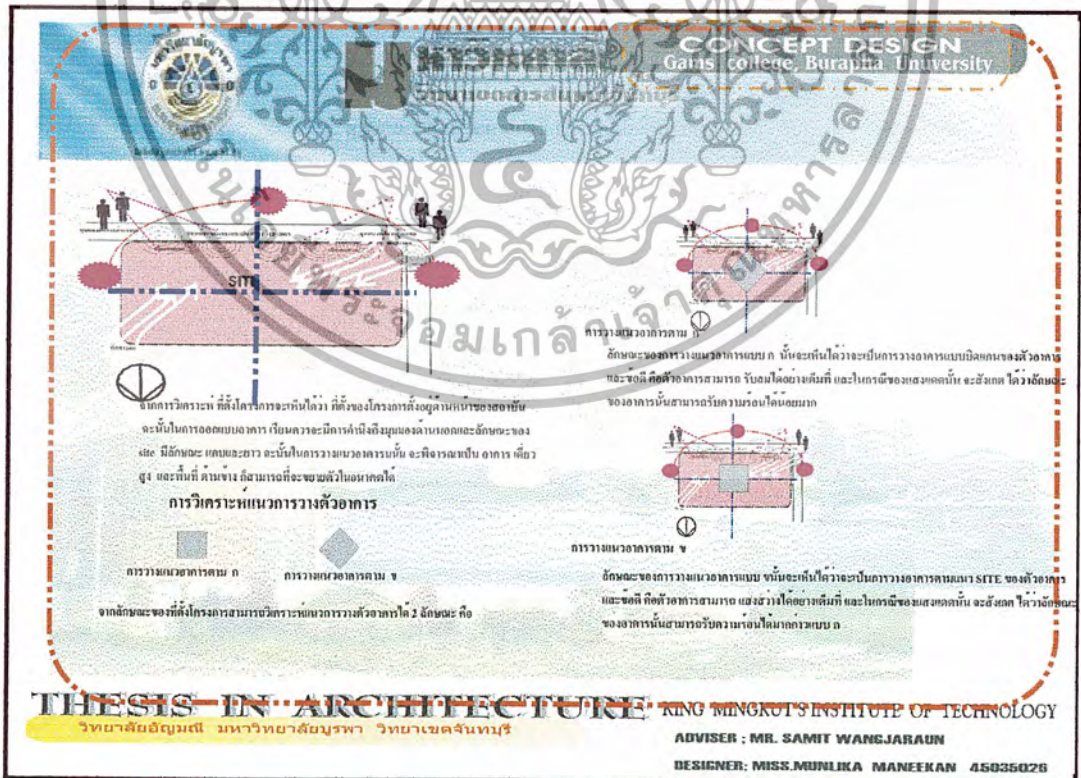 CONCEPT DESIGN
Gams college, Burapha University
SITE
จากการวิเคราะห์ ที่ตั้งโครงการจะเห็นได้ว่า ที่ตั้งของโครงการตั้งอยู่ด้านหน้าของสถาบัน
ฉะนั้นในการออกแบบอาคาร เรียนควรจะมีการคำนึงถึงมุมมองด้านนอกและลักษณะของ
site มีลักษณะ แคบและยาว ฉะนั้นในการวางแนวอาคารนั้น จะพิจารณาเป็น อาคาร เดี่ยว
สูง และพื้นที่ ด้านข้าง ก็สามารถที่จะขยายตัวในอนาคตได้
การวิเคราะห์แนวการวางตัวอาคาร
การวางแนวอาคารตาม ก
การวางแนวอาคารตาม ข
จากลักษณะของที่ตั้งโครงการสามารถวิเคราะห์แนวการวางตัวอาคารได้ 2 ลักษณะ คือ
การวางแนวอาคารตาม ก
ลักษณะของการวางแนวอาคารแบบ ก นั้นจะเห็นได้ว่าจะเป็นการวางอาคารแบบบิดแกนของตัวอาคาร
และข้อดี คือตัวอาคารสามารถ รับลมได้อย่างเต็มที่ และในกรณีของแสงแดดนั้น จะสังเกต ได้ว่าลักษณะ
ของอาคารนั้นสามารถรับความร้อนได้น้อยมาก
การวางแนวอาคารตาม ข
ลักษณะของการวางแนวอาคารแบบ ขนั้นจะเห็นได้ว่าจะเป็นการวางอาคารตามแนว SITE ของตัวอาคาร
และข้อดี คือตัวอาคารสามารถ แสงสว่างได้อย่างเต็มที่ และในกรณีของแสงแดดนั้น จะสังเกต ได้ว่าลักษณะ
ของอาคารนั้นสามารถรับความร้อนได้มากกว่าแบบ ก
THESIS IN ARCHITECTURE
วิทยาลัยอัญมณี มหาวิทยาลัยบูรพา วิทยาเขตจันทบุรี
KING MINGKUT'S INSTITUTE OF TECHNOLOGY
ADVISER ; MR. SAMIT WANGJARAUN
DESIGNER; MISS.MUNLIKA MANEEKAN 45035026